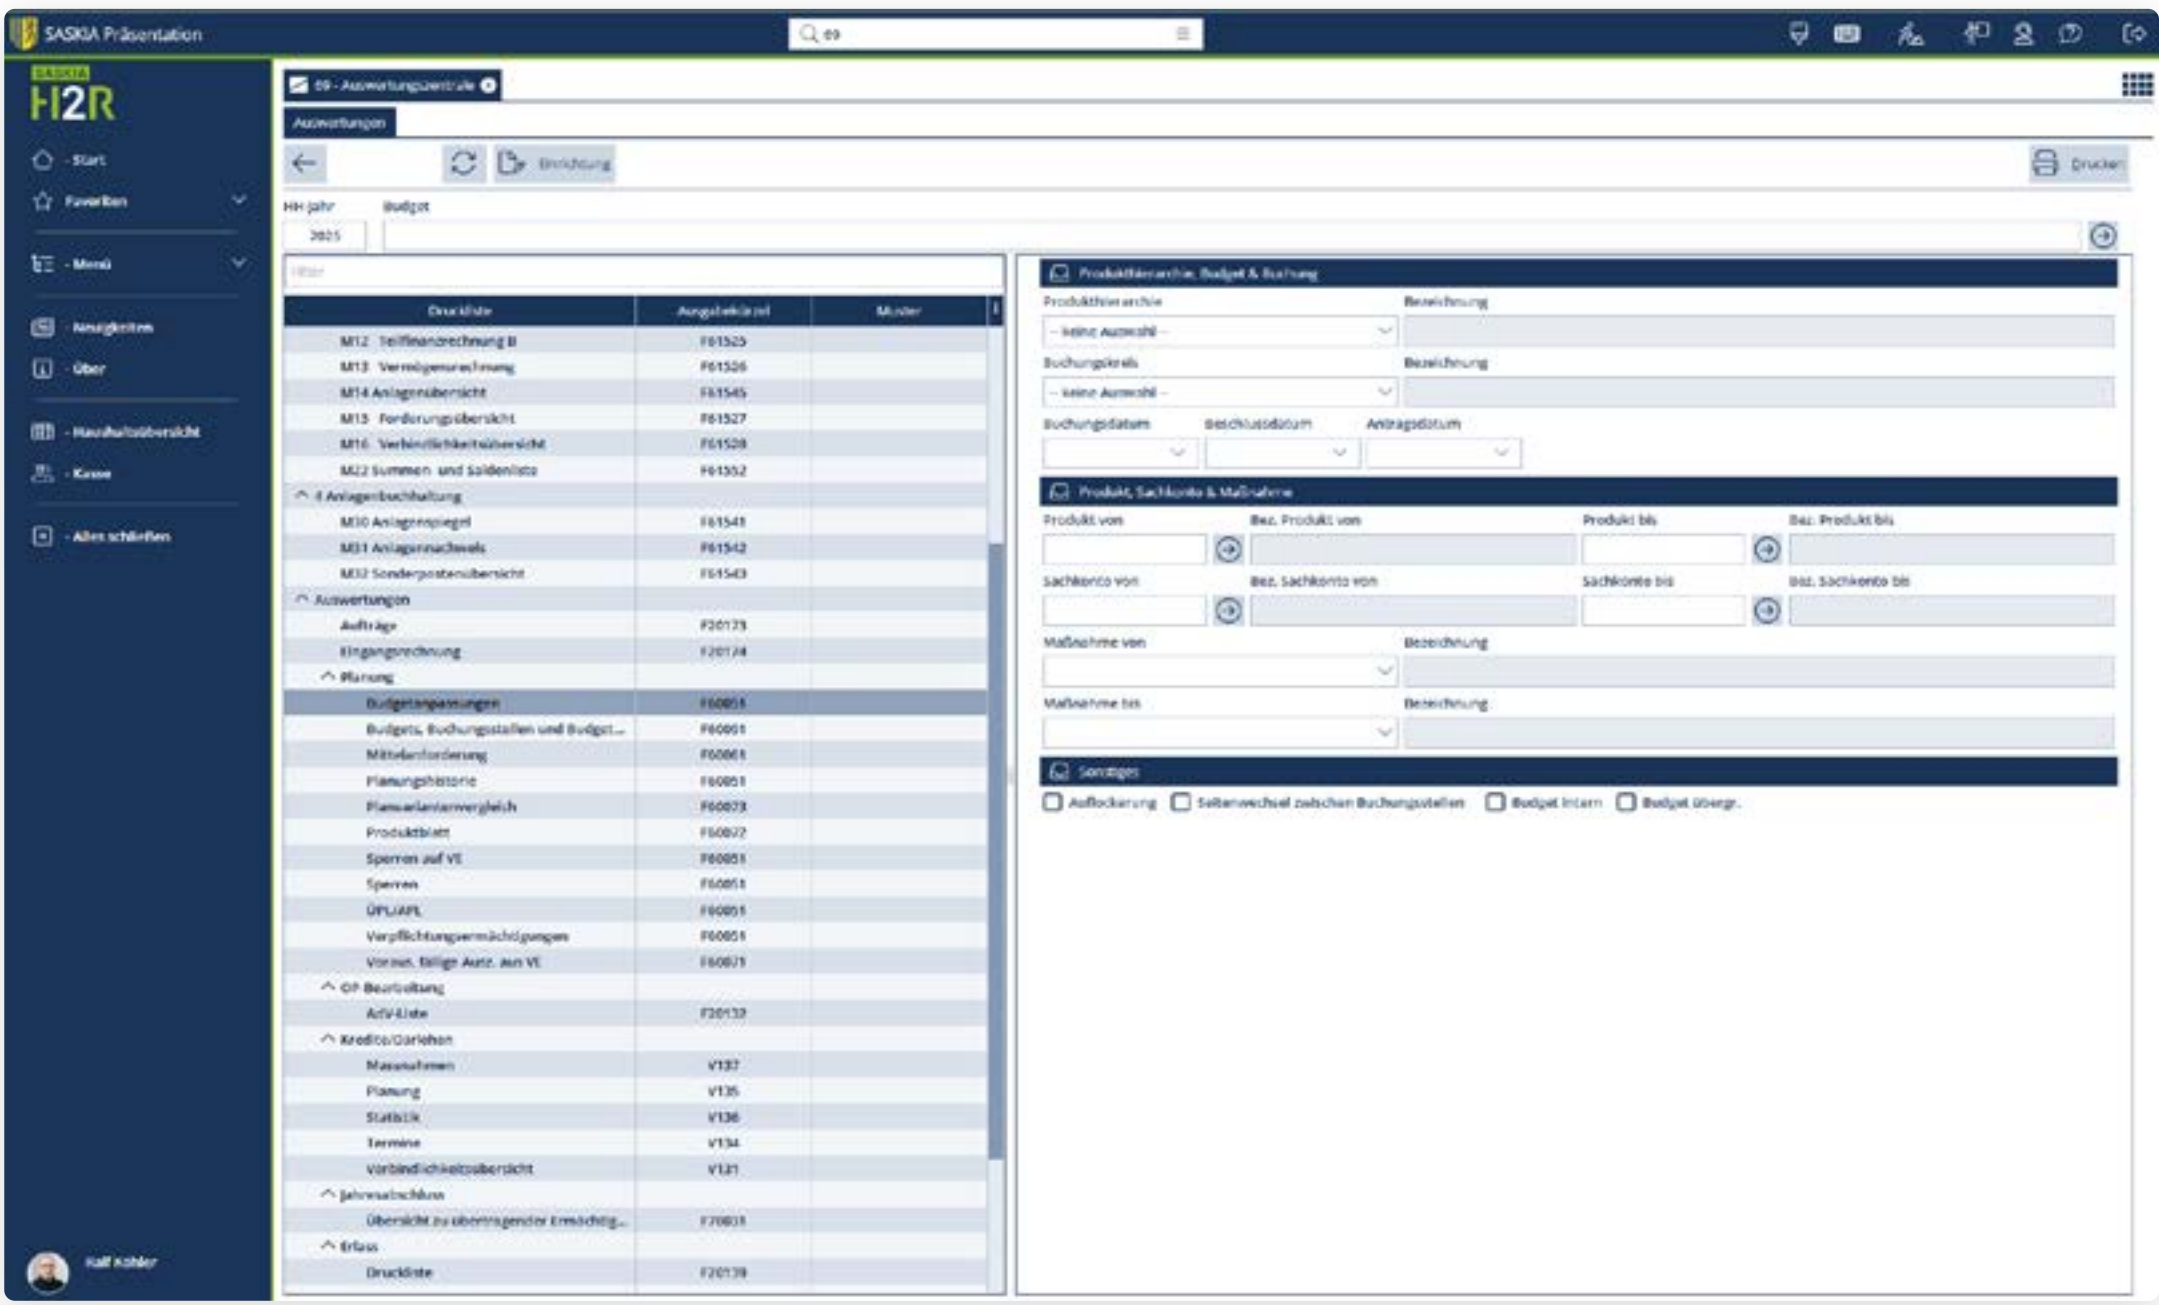 SASKIA Präsentation
69
SASKIA
H2R
- Start
Favoriten
- Menü
- Neuigkeiten
- Über
- Haushaltsübersicht
- Kasse
- Alles schließen
Ralf Köhler
69 - Auswertungszentrale
Auswertungen
Einrichtung
Drucken
HH-Jahr Budget
2025
Filter
Druckliste Ausgabekürzel Muster
M12 Teilfinanzrechnung B F61525
M13 Vermögensrechnung F61526
M14 Anlagenübersicht F61545
M15 Forderungsübersicht F61527
M16 Verbindlichkeitsübersicht F61528
M22 Summen- und Saldenliste F61552
Anlagenbuchhaltung
M30 Anlagenspiegel F61541
M31 Anlagennachweis F61542
M32 Sonderpostenübersicht F61543
Auswertungen
Aufträge F20173
Eingangsrechnung F20174
Planung
Budgetanpassungen F60051
Budgets, Buchungsstellen und Budget...
Mittelanforderung F60061
Planungshistorie F60051
Planvariantenvergleich F60073
Produktblatt F60072
Sperren auf VE F60051
Sperren F60051
ÜPL/APL F60051
Verpflichtungsermächtigungen F60051
Voraus. fällige Ausz. aus VE F60071
OP-Bearbeitung
AdV-Liste F20132
Kredite/Darlehen
Massnahmen V137
Planung V135
Statistik V136
Termine V134
Verbindlichkeitsübersicht V131
Jahresabschluss
Übersicht zu übertragender Ermächtig...
Erlass
Druckliste F20139
Produkthierarchie, Budget & Buchung
Produkthierarchie Bezeichnung
-- keine Auswahl --
Buchungskreis Bezeichnung
-- keine Auswahl --
Buchungsdatum Beschlussdatum Antragsdatum
Produkt, Sachkonto & Maßnahme
Produkt von Bez. Produkt von Produkt bis Bez. Produkt bis
Sachkonto von Bez. Sachkonto von Sachkonto bis Bez. Sachkonto bis
Maßnahme von Bezeichnung
Maßnahme bis Bezeichnung
Sonstiges
Auflockerung Seitenwechsel zwischen Buchungsstellen Budget intern Budget übergr.